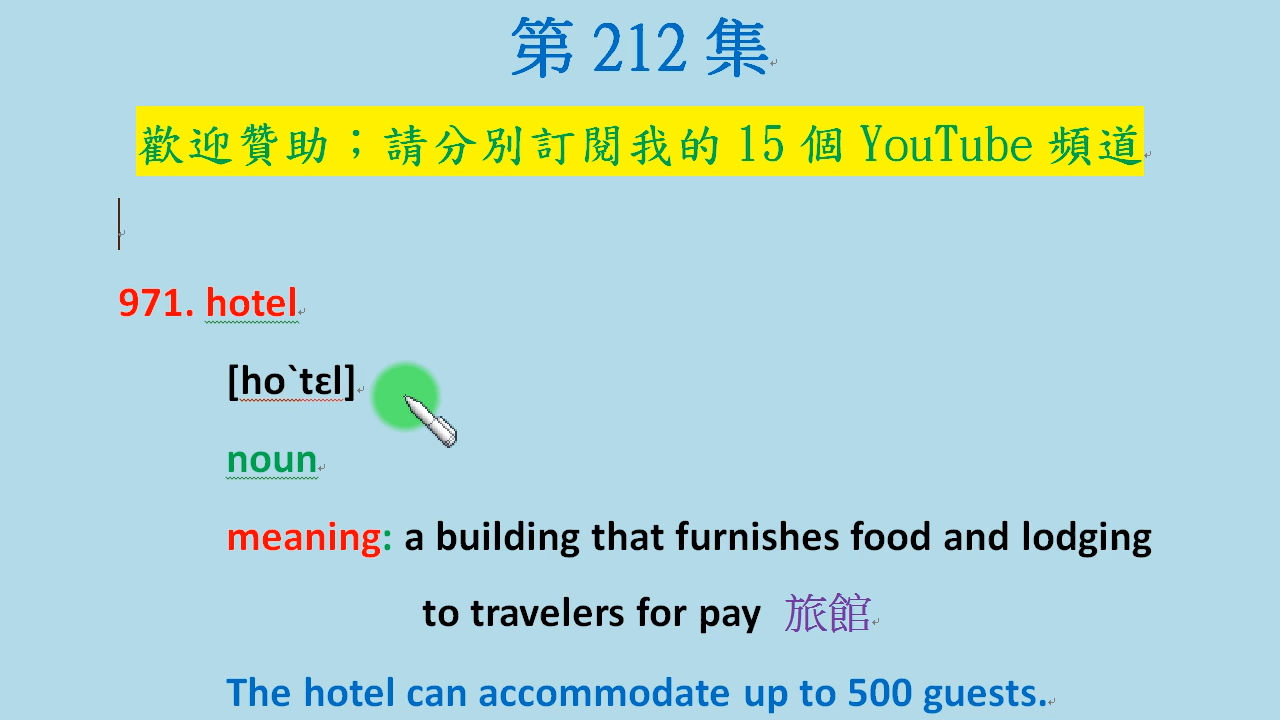 第 212 集
歡迎贊助；請分別訂閱我的 15 個 YouTube 頻道
971. hotel
[ho`tɛl]
noun
meaning: a building that furnishes food and lodging
to travelers for pay 旅館
The hotel can accommodate up to 500 guests.